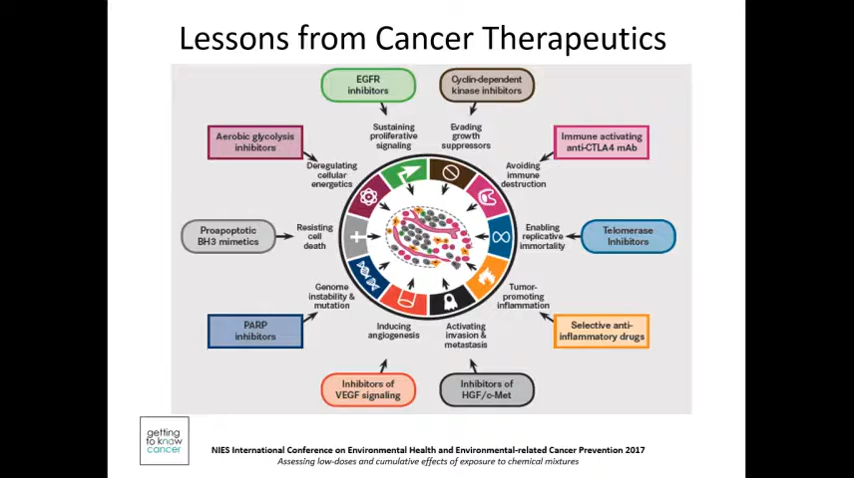 Lessons from Cancer Therapeutics
EGFR
inhibitors
Cyclin-dependent
kinase inhibitors
Sustaining
proliferative
signaling
Evading
growth
suppressors
Aerobic glycolysis
inhibitors
Immune activating
anti-CTLA4 mAb
Deregulating
cellular
energetics
Avoiding
immune
destruction
Proapoptotic
BH3 mimetics
Resisting
cell
death
Enabling
replicative
immortality
Telomerase
Inhibitors
Genome
instability &
mutation
Tumor-
promoting
inflammation
PARP
inhibitors
Inducing
angiogenesis
Activating
invasion &
metastasis
Selective anti-
inflammatory drugs
Inhibitors of
VEGF signaling
Inhibitors of
HGF/c-Met
getting
to know
cancer
NIES International Conference on Environmental Health and Environmental-related Cancer Prevention 2017
Assessing low-doses and cumulative effects of exposure to chemical mixtures